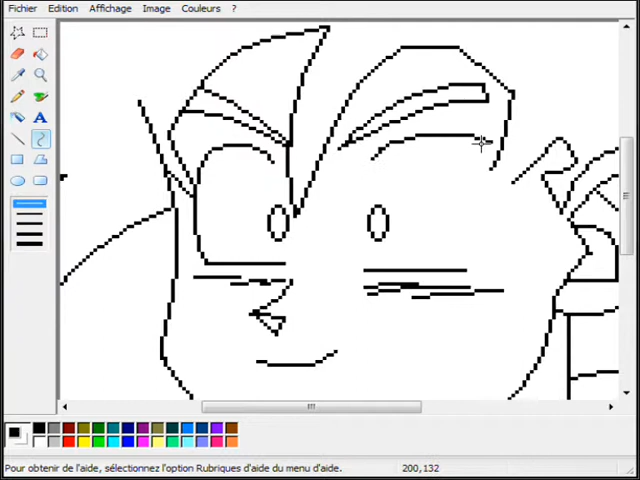 Fichier Edition Affichage Image Couleurs ?
A
Pour obtenir de l'aide, sélectionnez l'option Rubriques d'aide du menu d'aide. 200,132